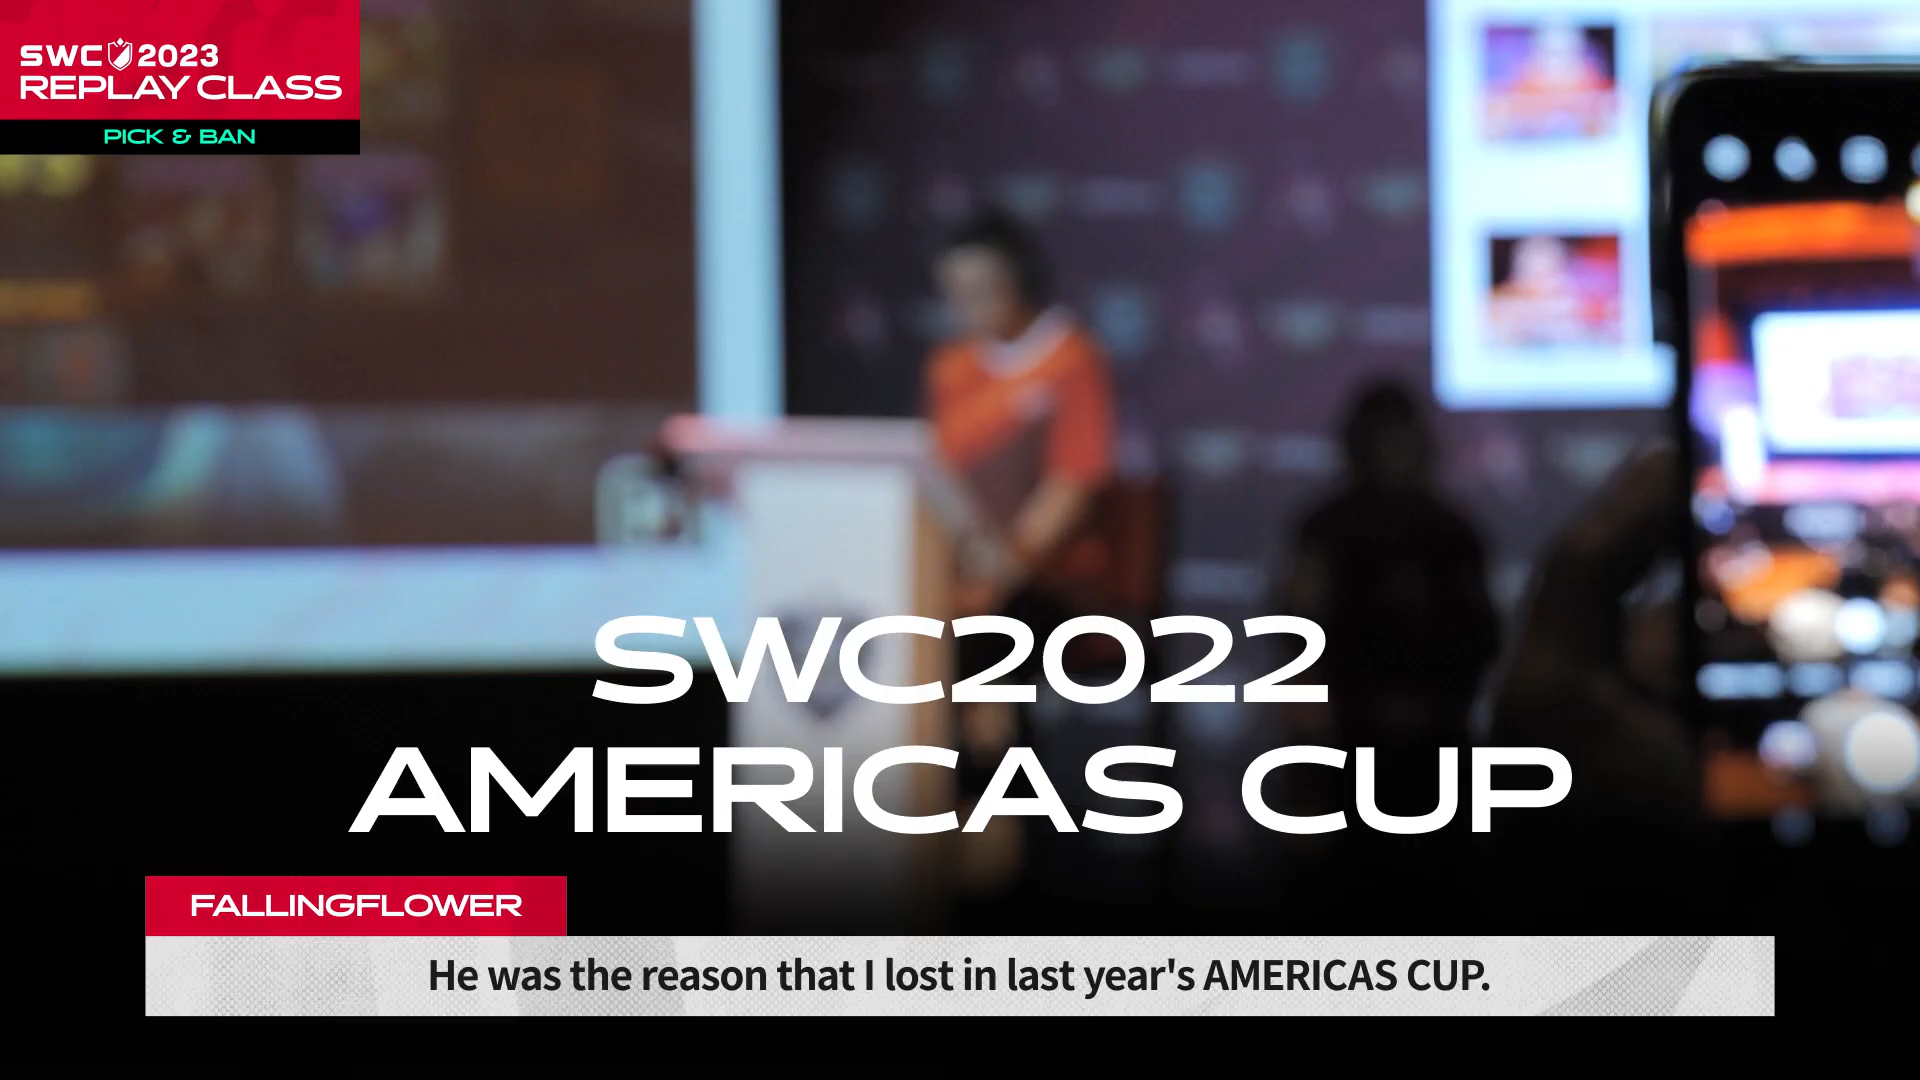 SWC 2023
REPLAY CLASS
PICK & BAN
SWC2022
AMERICAS CUP
FALLINGFLOWER
He was the reason that I lost in last year's AMERICAS CUP.